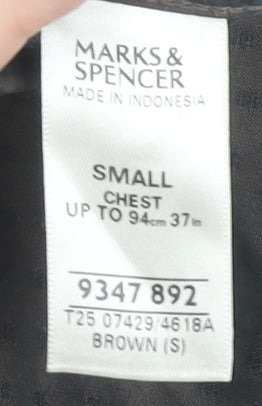 MARKS &
SPENCER
MADE IN INDONESIA
SMALL
CHEST
UP TO 94cm 37in
9347 892
T25 07429/4618A
BROWN (S)